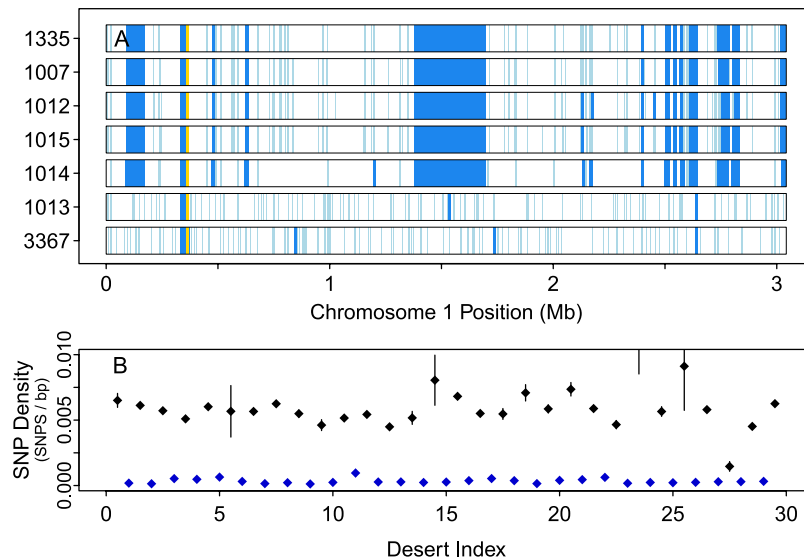 A
1335
1007
1012
1015
1014
1013
3367
0 1 2 3
Chromosome 1 Position (Mb)
B
0.010
0.005
0.000
SNP Density
(SNPS / bp)
0 5 10 15 20 25 30
Desert Index